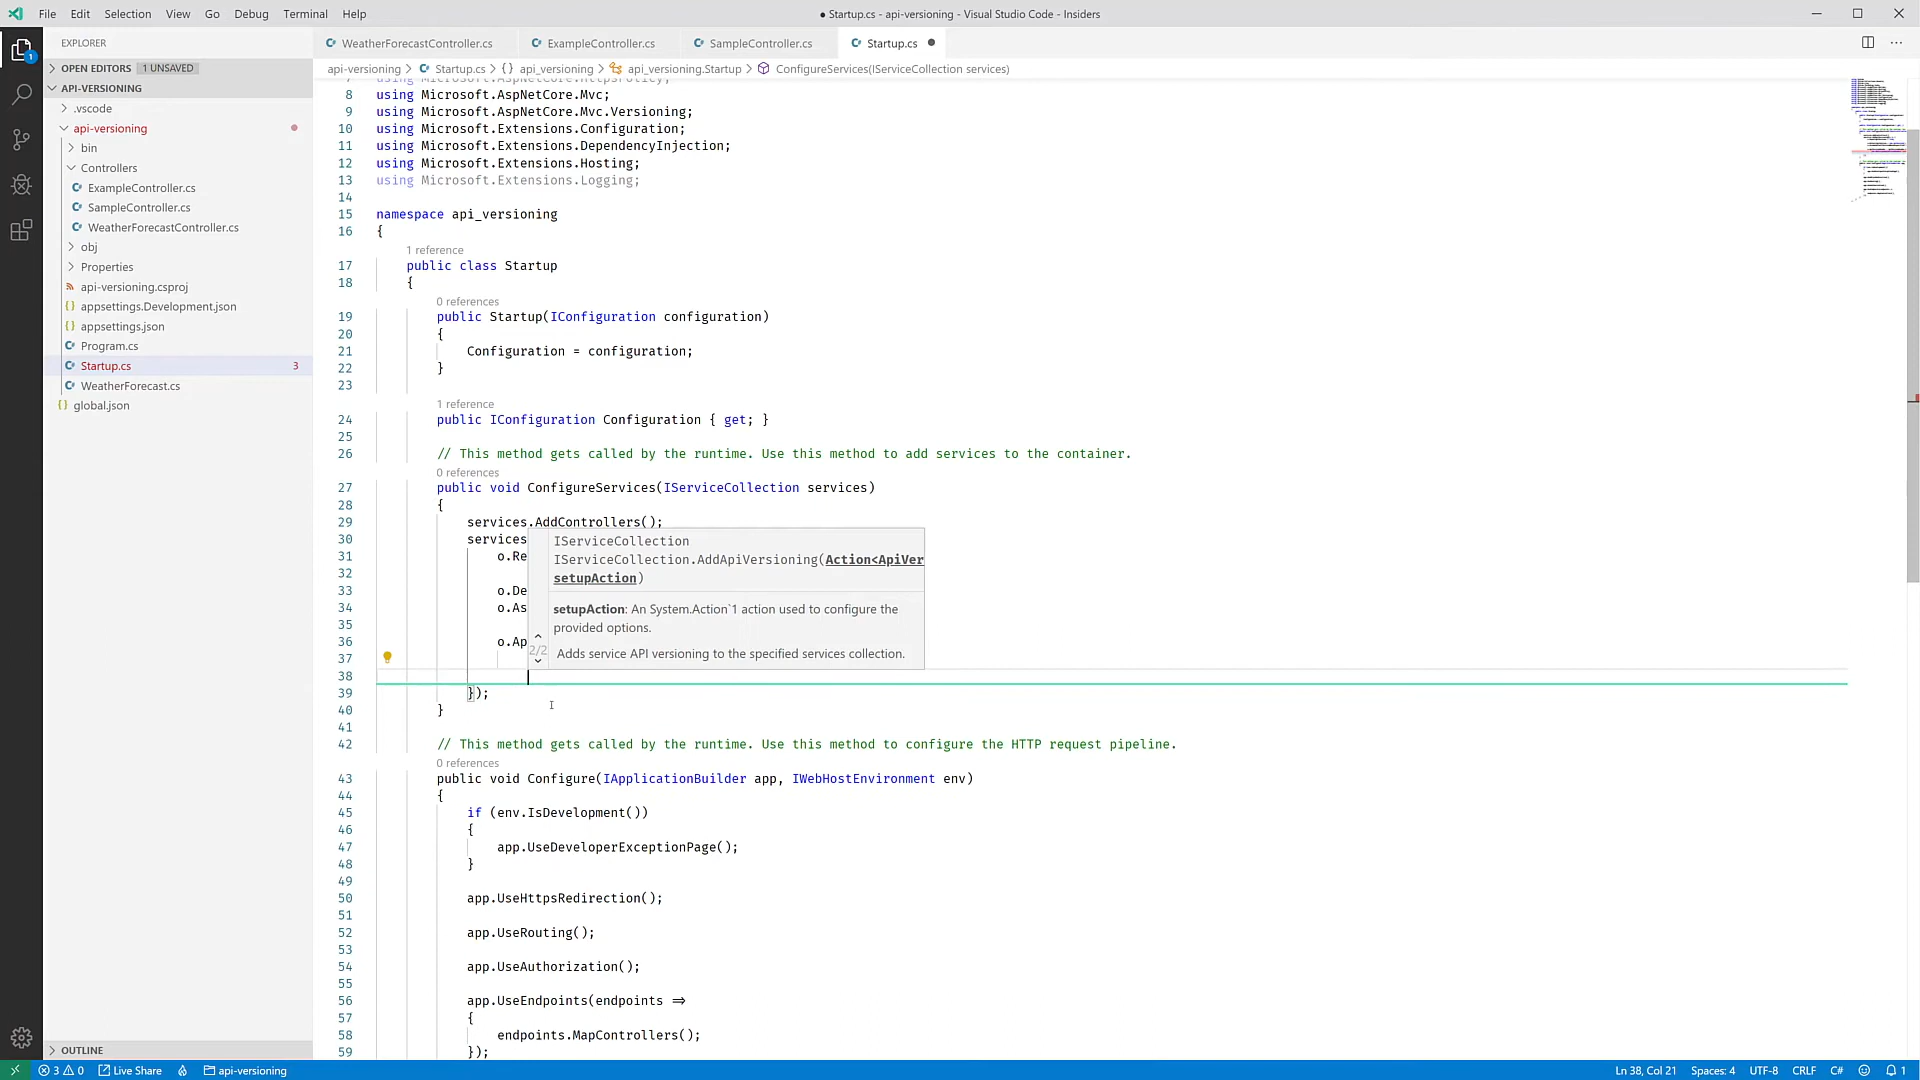 File Edit Selection View Go Debug Terminal Help
● Startup.cs - api-versioning - Visual Studio Code - Insiders
EXPLORER
OPEN EDITORS 1 UNSAVED
API-VERSIONING
.vscode
api-versioning
bin
Controllers
ExampleController.cs
SampleController.cs
WeatherForecastController.cs
obj
Properties
api-versioning.csproj
appsettings.Development.json
appsettings.json
Program.cs
Startup.cs 3
WeatherForecast.cs
global.json
OUTLINE
WeatherForecastController.cs ExampleController.cs SampleController.cs Startup.cs ●
api-versioning > Startup.cs > {} api_versioning > api_versioning.Startup > ConfigureServices(IServiceCollection services)
7 using Microsoft.AspNetCore.HttpsPolicy;
8 using Microsoft.AspNetCore.Mvc;
9 using Microsoft.AspNetCore.Mvc.Versioning;
10 using Microsoft.Extensions.Configuration;
11 using Microsoft.Extensions.DependencyInjection;
12 using Microsoft.Extensions.Hosting;
13 using Microsoft.Extensions.Logging;
14
15 namespace api_versioning
16 {
1 reference
17 public class Startup
18 {
0 references
19 public Startup(IConfiguration configuration)
20 {
21 Configuration = configuration;
22 }
23
1 reference
24 public IConfiguration Configuration { get; }
25
26 // This method gets called by the runtime. Use this method to add services to the container.
0 references
27 public void ConfigureServices(IServiceCollection services)
28 {
29 services.AddControllers();
30 services
31 o.Re
32
33 o.De
34 o.As
35
36 o.Ap
37
38
39 });
40 }
IServiceCollection
IServiceCollection.AddApiVersioning(Action<ApiVer
setupAction)
setupAction: An System.Action`1 action used to configure the
provided options.
2/2 Adds service API versioning to the specified services collection.
41
42 // This method gets called by the runtime. Use this method to configure the HTTP request pipeline.
0 references
43 public void Configure(IApplicationBuilder app, IWebHostEnvironment env)
44 {
45 if (env.IsDevelopment())
46 {
47 app.UseDeveloperExceptionPage();
48 }
49
50 app.UseHttpsRedirection();
51
52 app.UseRouting();
53
54 app.UseAuthorization();
55
56 app.UseEndpoints(endpoints =>
57 {
58 endpoints.MapControllers();
59 });
1
3 0 Live Share api-versioning Ln 38, Col 21 Spaces: 4 UTF-8 CRLF C# 1